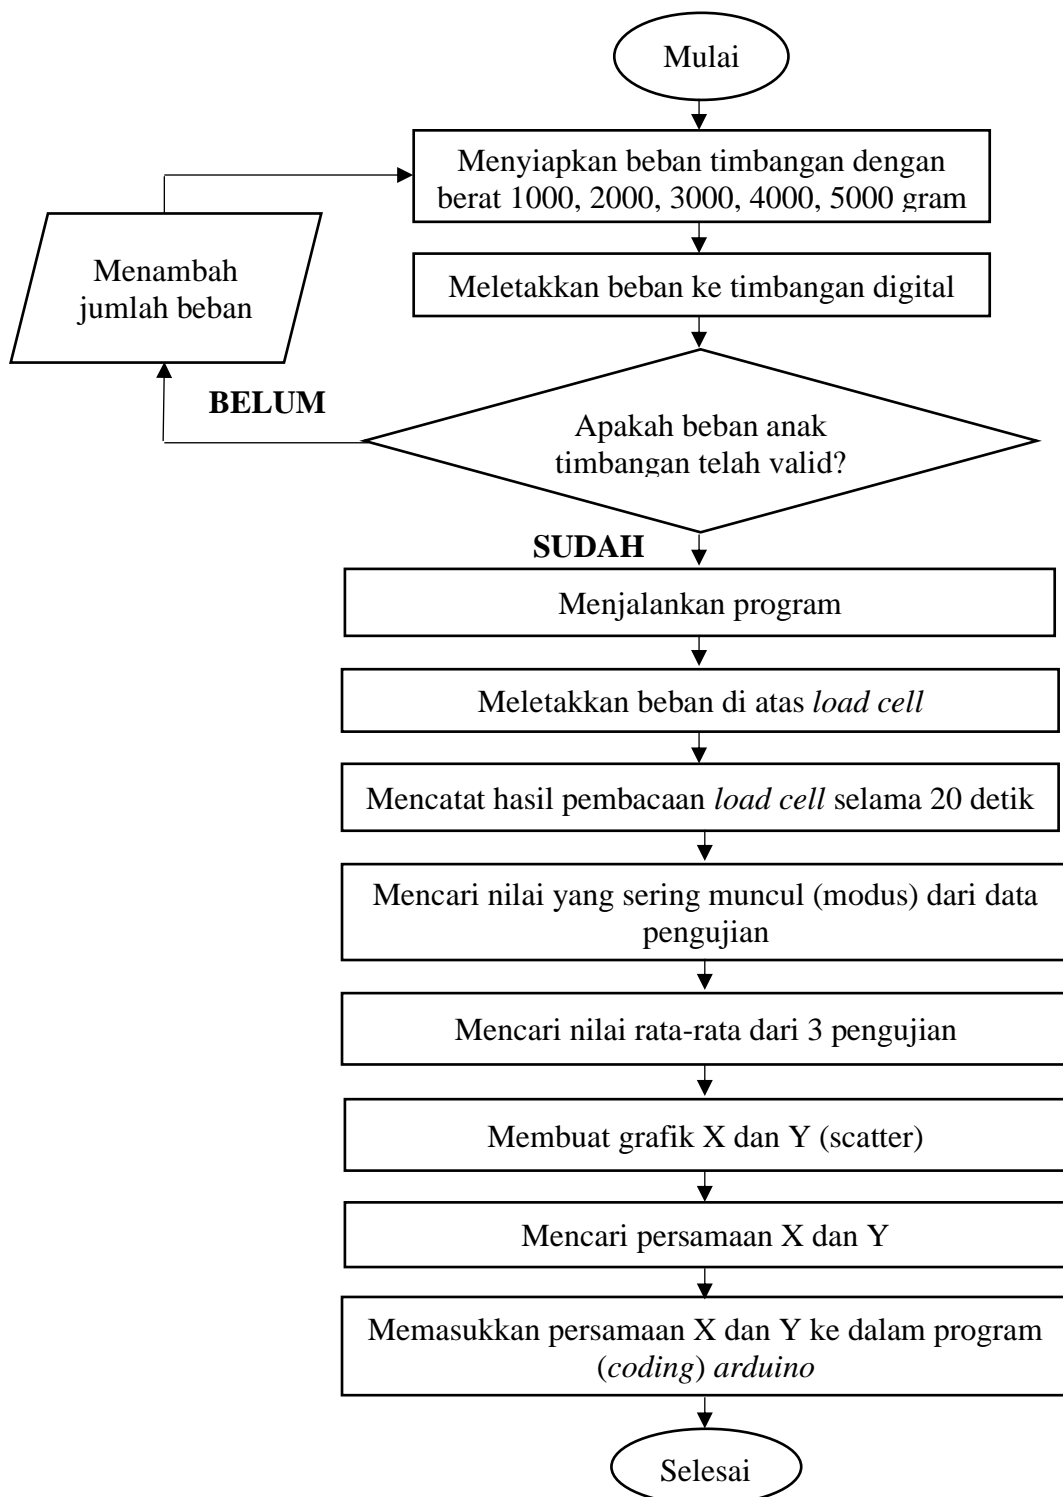 Mulai
Menyiapkan beban timbangan dengan
berat 1000, 2000, 3000, 4000, 5000 gram
Menambah
jumlah beban
Meletakkan beban ke timbangan digital
BELUM
Apakah beban anak
timbangan telah valid?
SUDAH
Menjalankan program
Meletakkan beban di atas load cell
Mencatat hasil pembacaan load cell selama 20 detik
Mencari nilai yang sering muncul (modus) dari data
pengujian
Mencari nilai rata-rata dari 3 pengujian
Membuat grafik X dan Y (scatter)
Mencari persamaan X dan Y
Memasukkan persamaan X dan Y ke dalam program
(coding) arduino
Selesai